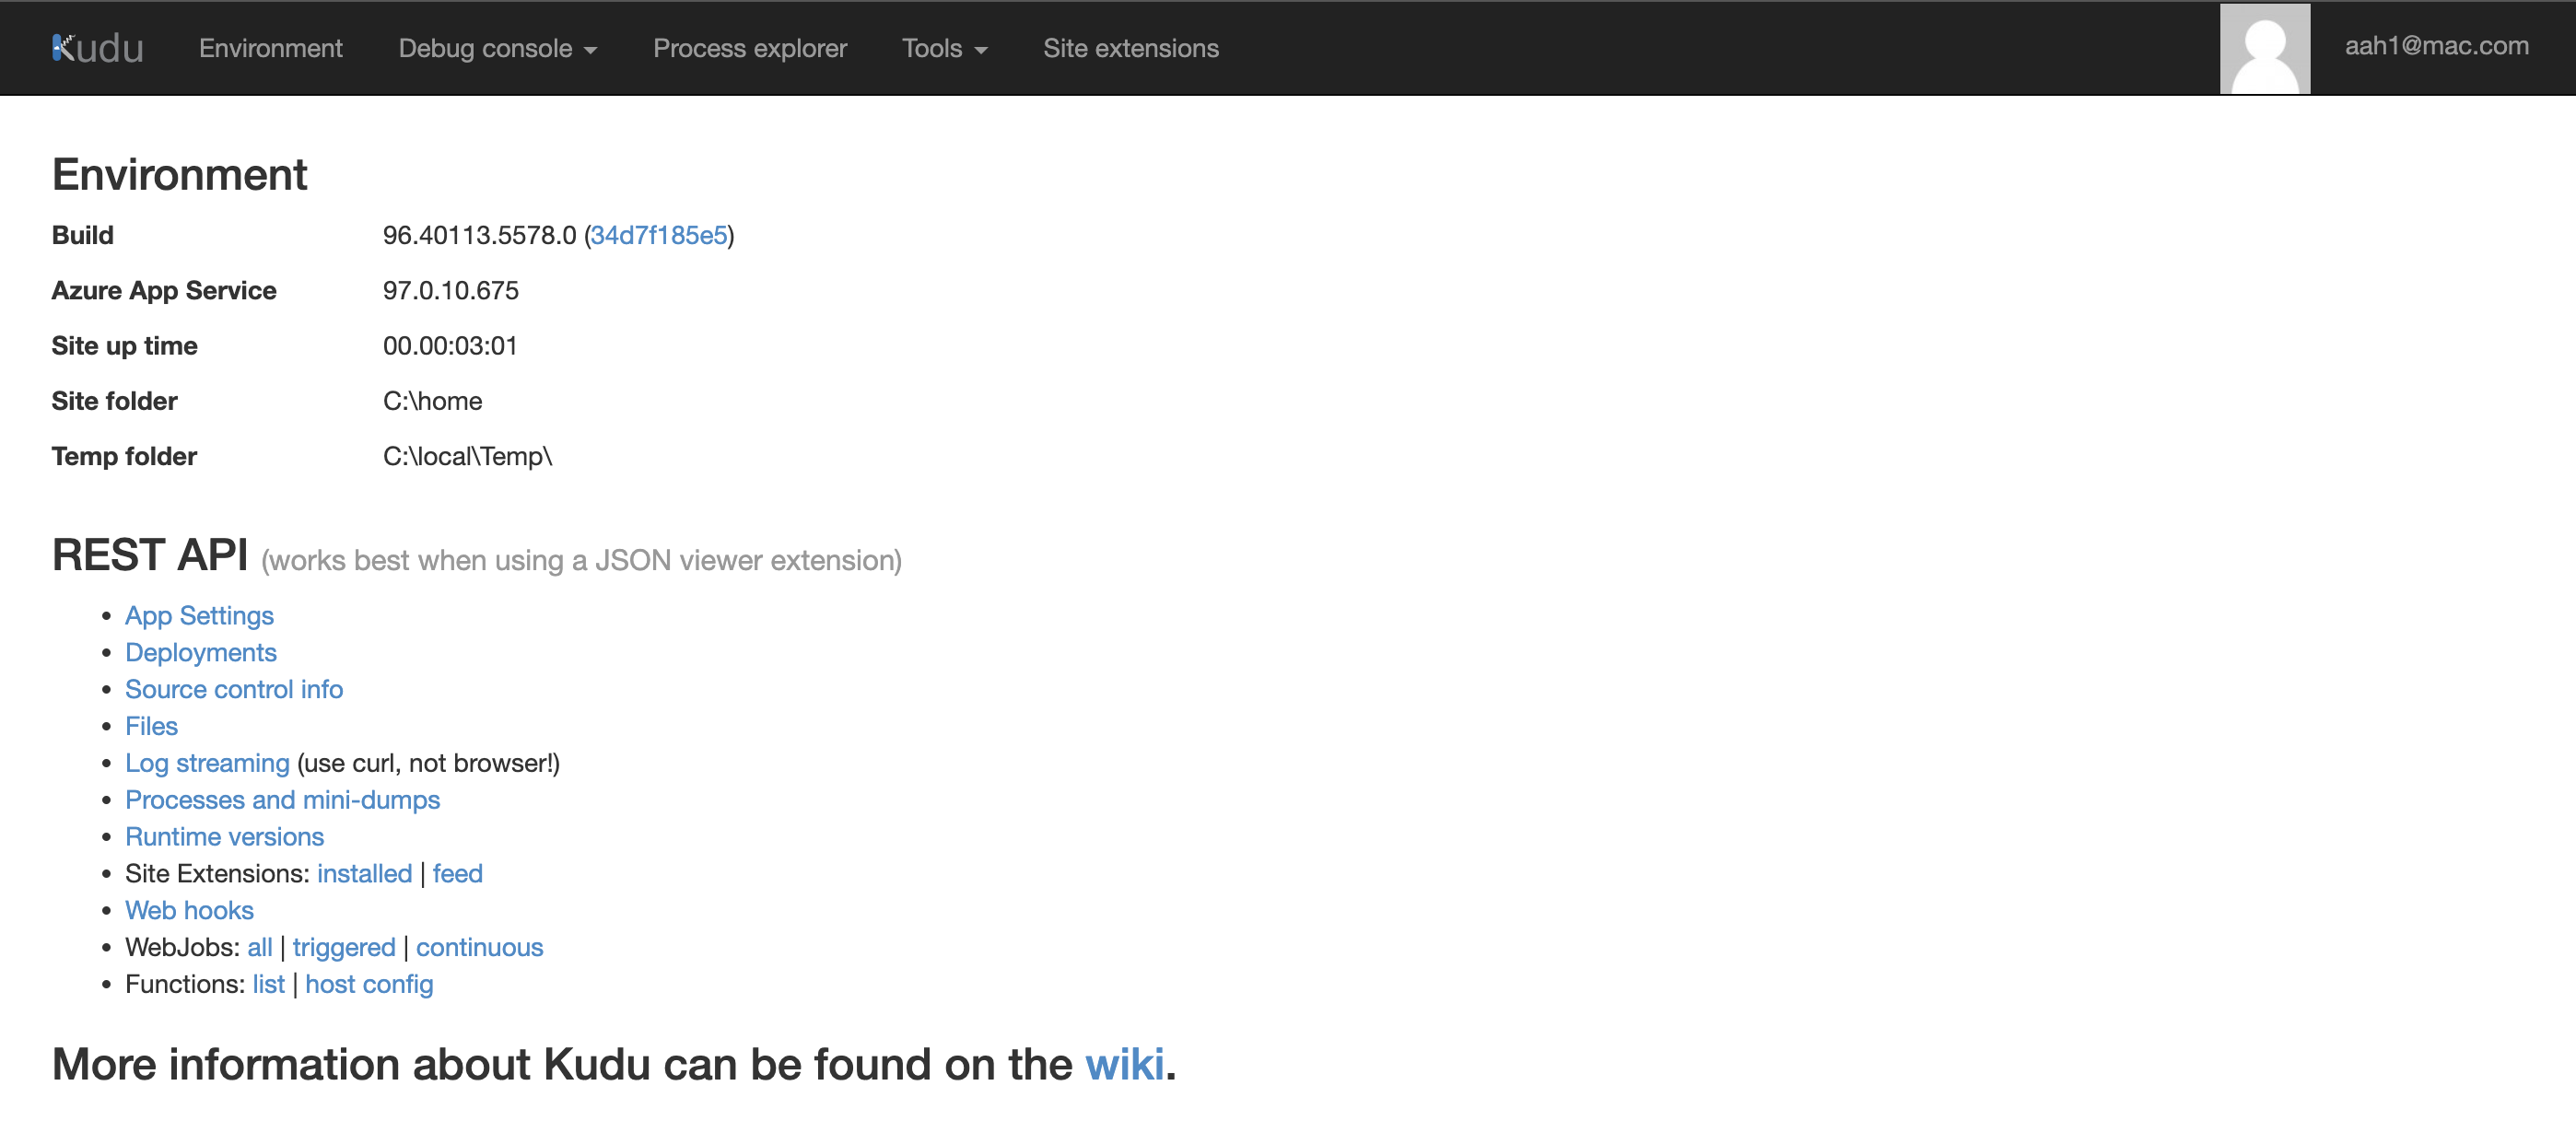 Kudu Environment Debug console Process explorer Tools Site extensions aah1@mac.com
Environment
Build 96.40113.5578.0 (34d7f185e5)
Azure App Service 97.0.10.675
Site up time 00.00:03:01
Site folder C:\home
Temp folder C:\local\Temp\
REST API (works best when using a JSON viewer extension)
• App Settings
• Deployments
• Source control info
• Files
• Log streaming (use curl, not browser!)
• Processes and mini-dumps
• Runtime versions
• Site Extensions: installed | feed
• Web hooks
• WebJobs: all | triggered | continuous
• Functions: list | host config
More information about Kudu can be found on the wiki.